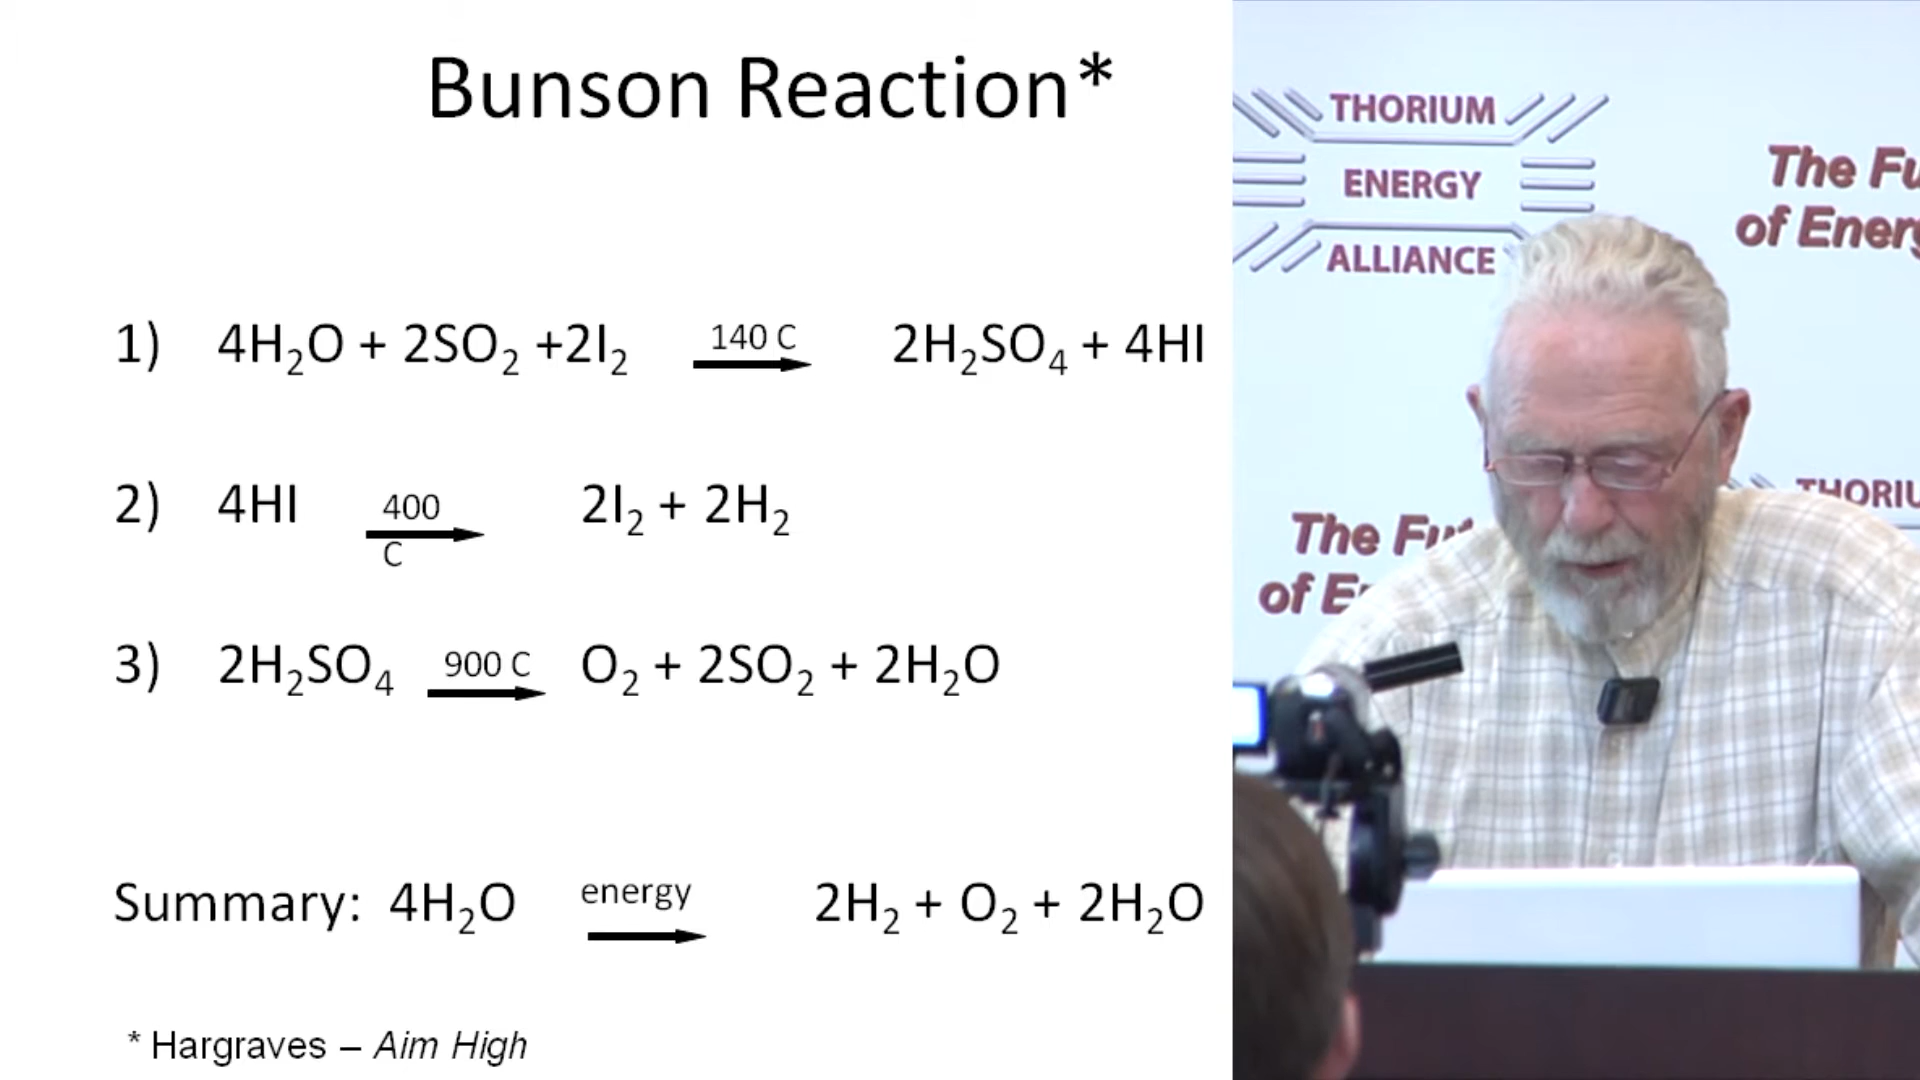 Bunson Reaction*
1) 4H₂O + 2SO₂ +2I₂ 140 C 2H₂SO₄ + 4HI
2) 4HI 400 C 2I₂ + 2H₂
3) 2H₂SO₄ 900 C O₂ + 2SO₂ + 2H₂O
Summary: 4H₂O energy 2H₂ + O₂ + 2H₂O
* Hargraves – Aim High
THORIUM
ENERGY
ALLIANCE
The Fu
of Energ
THORIU
The Fut
of E